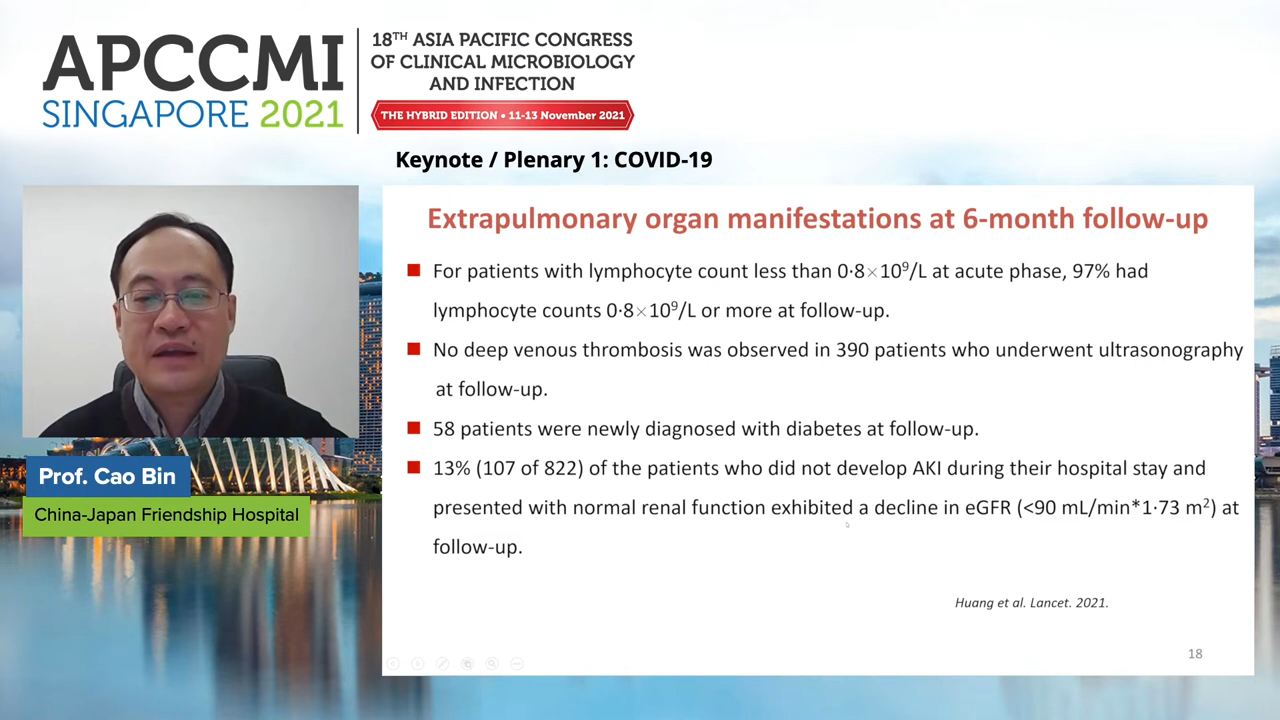 APCCMI
SINGAPORE 2021
18TH ASIA PACIFIC CONGRESS
OF CLINICAL MICROBIOLOGY
AND INFECTION
THE HYBRID EDITION • 11-13 November 2021
Keynote / Plenary 1: COVID-19
Extrapulmonary organ manifestations at 6-month follow-up
For patients with lymphocyte count less than 0·8×10⁹/L at acute phase, 97% had
lymphocyte counts 0·8×10⁹/L or more at follow-up.
No deep venous thrombosis was observed in 390 patients who underwent ultrasonography
at follow-up.
58 patients were newly diagnosed with diabetes at follow-up.
13% (107 of 822) of the patients who did not develop AKI during their hospital stay and
presented with normal renal function exhibited a decline in eGFR (<90 mL/min*1·73 m²) at
follow-up.
Huang et al. Lancet. 2021.
18
Prof. Cao Bin
China-Japan Friendship Hospital